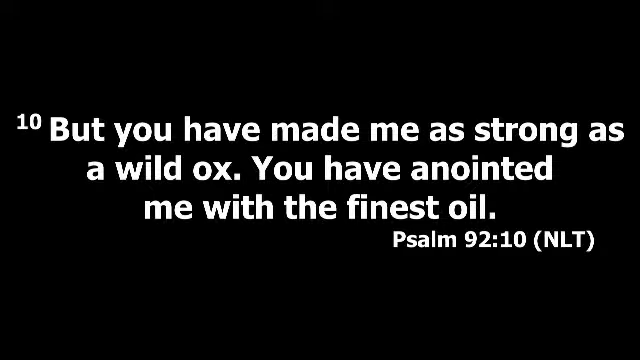 10 But you have made me as strong as
a wild ox. You have anointed
me with the finest oil.
Psalm 92:10 (NLT)